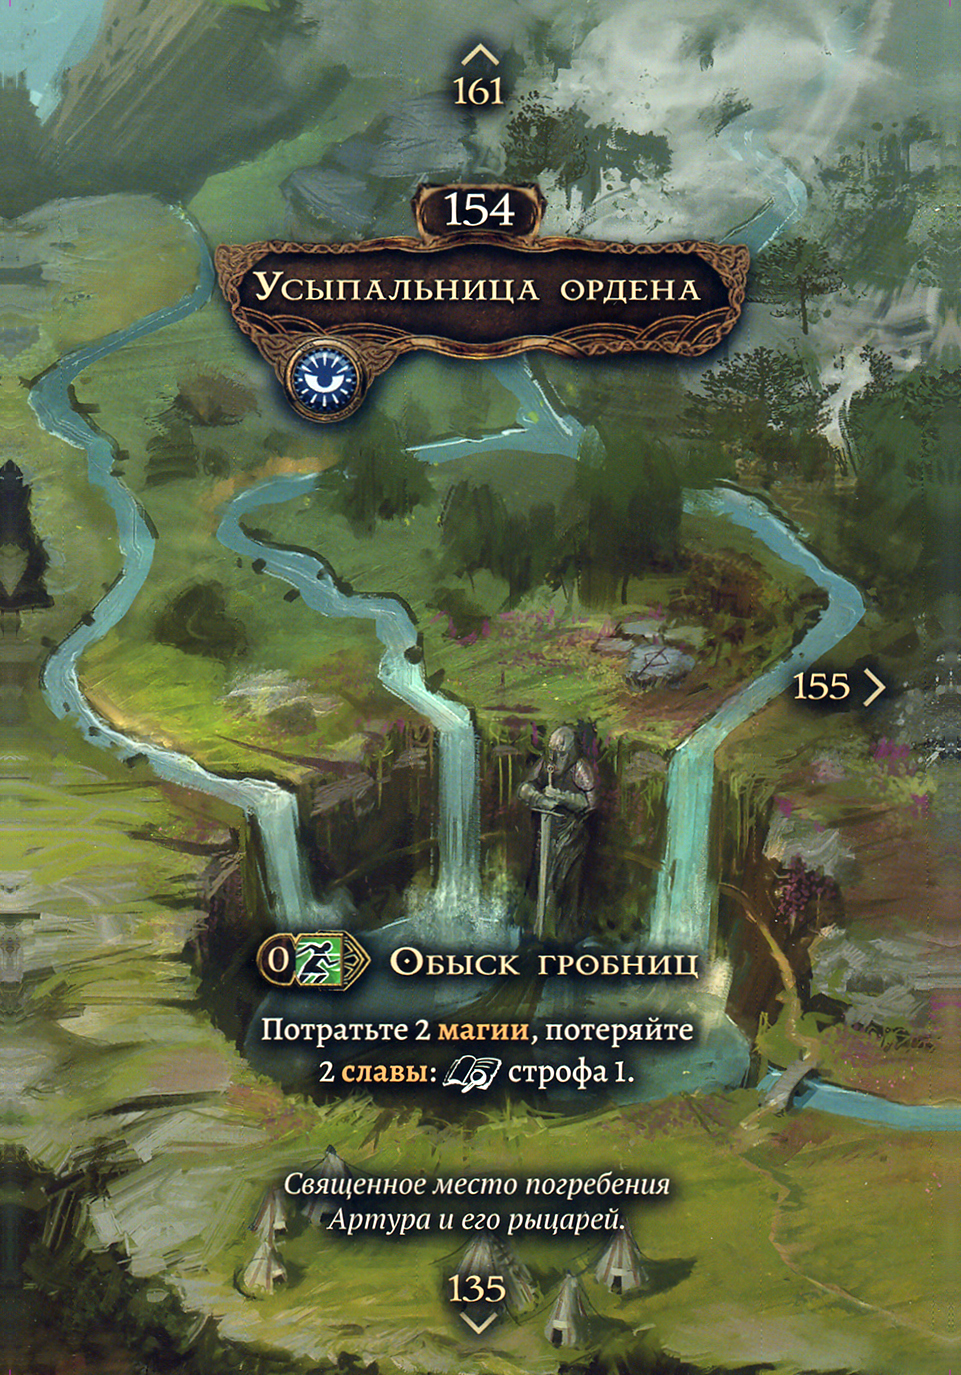 161
154
Усыпальница ордена
155
0 Обыск гробниц
Потратьте 2 магии, потеряйте
2 славы: строфа 1.
Священное место погребения
Артура и его рыцарей.
135